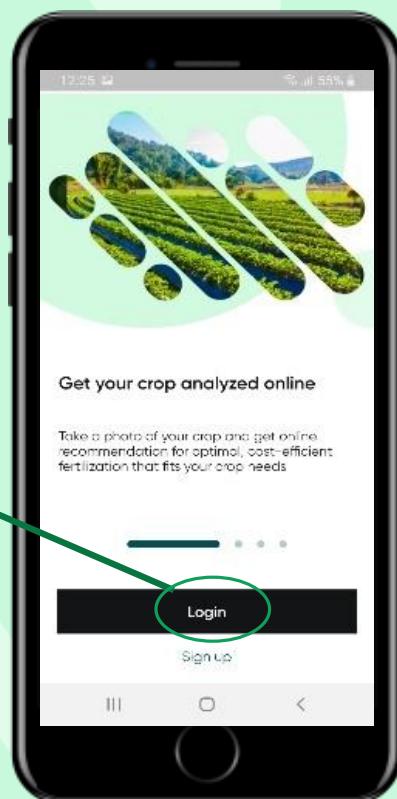 12:25
55%
Get your crop analyzed online
Take a photo of your crop and get online
recommendation for optimal, cost-efficient
fertilization that fits your crop needs
Login
Sign up